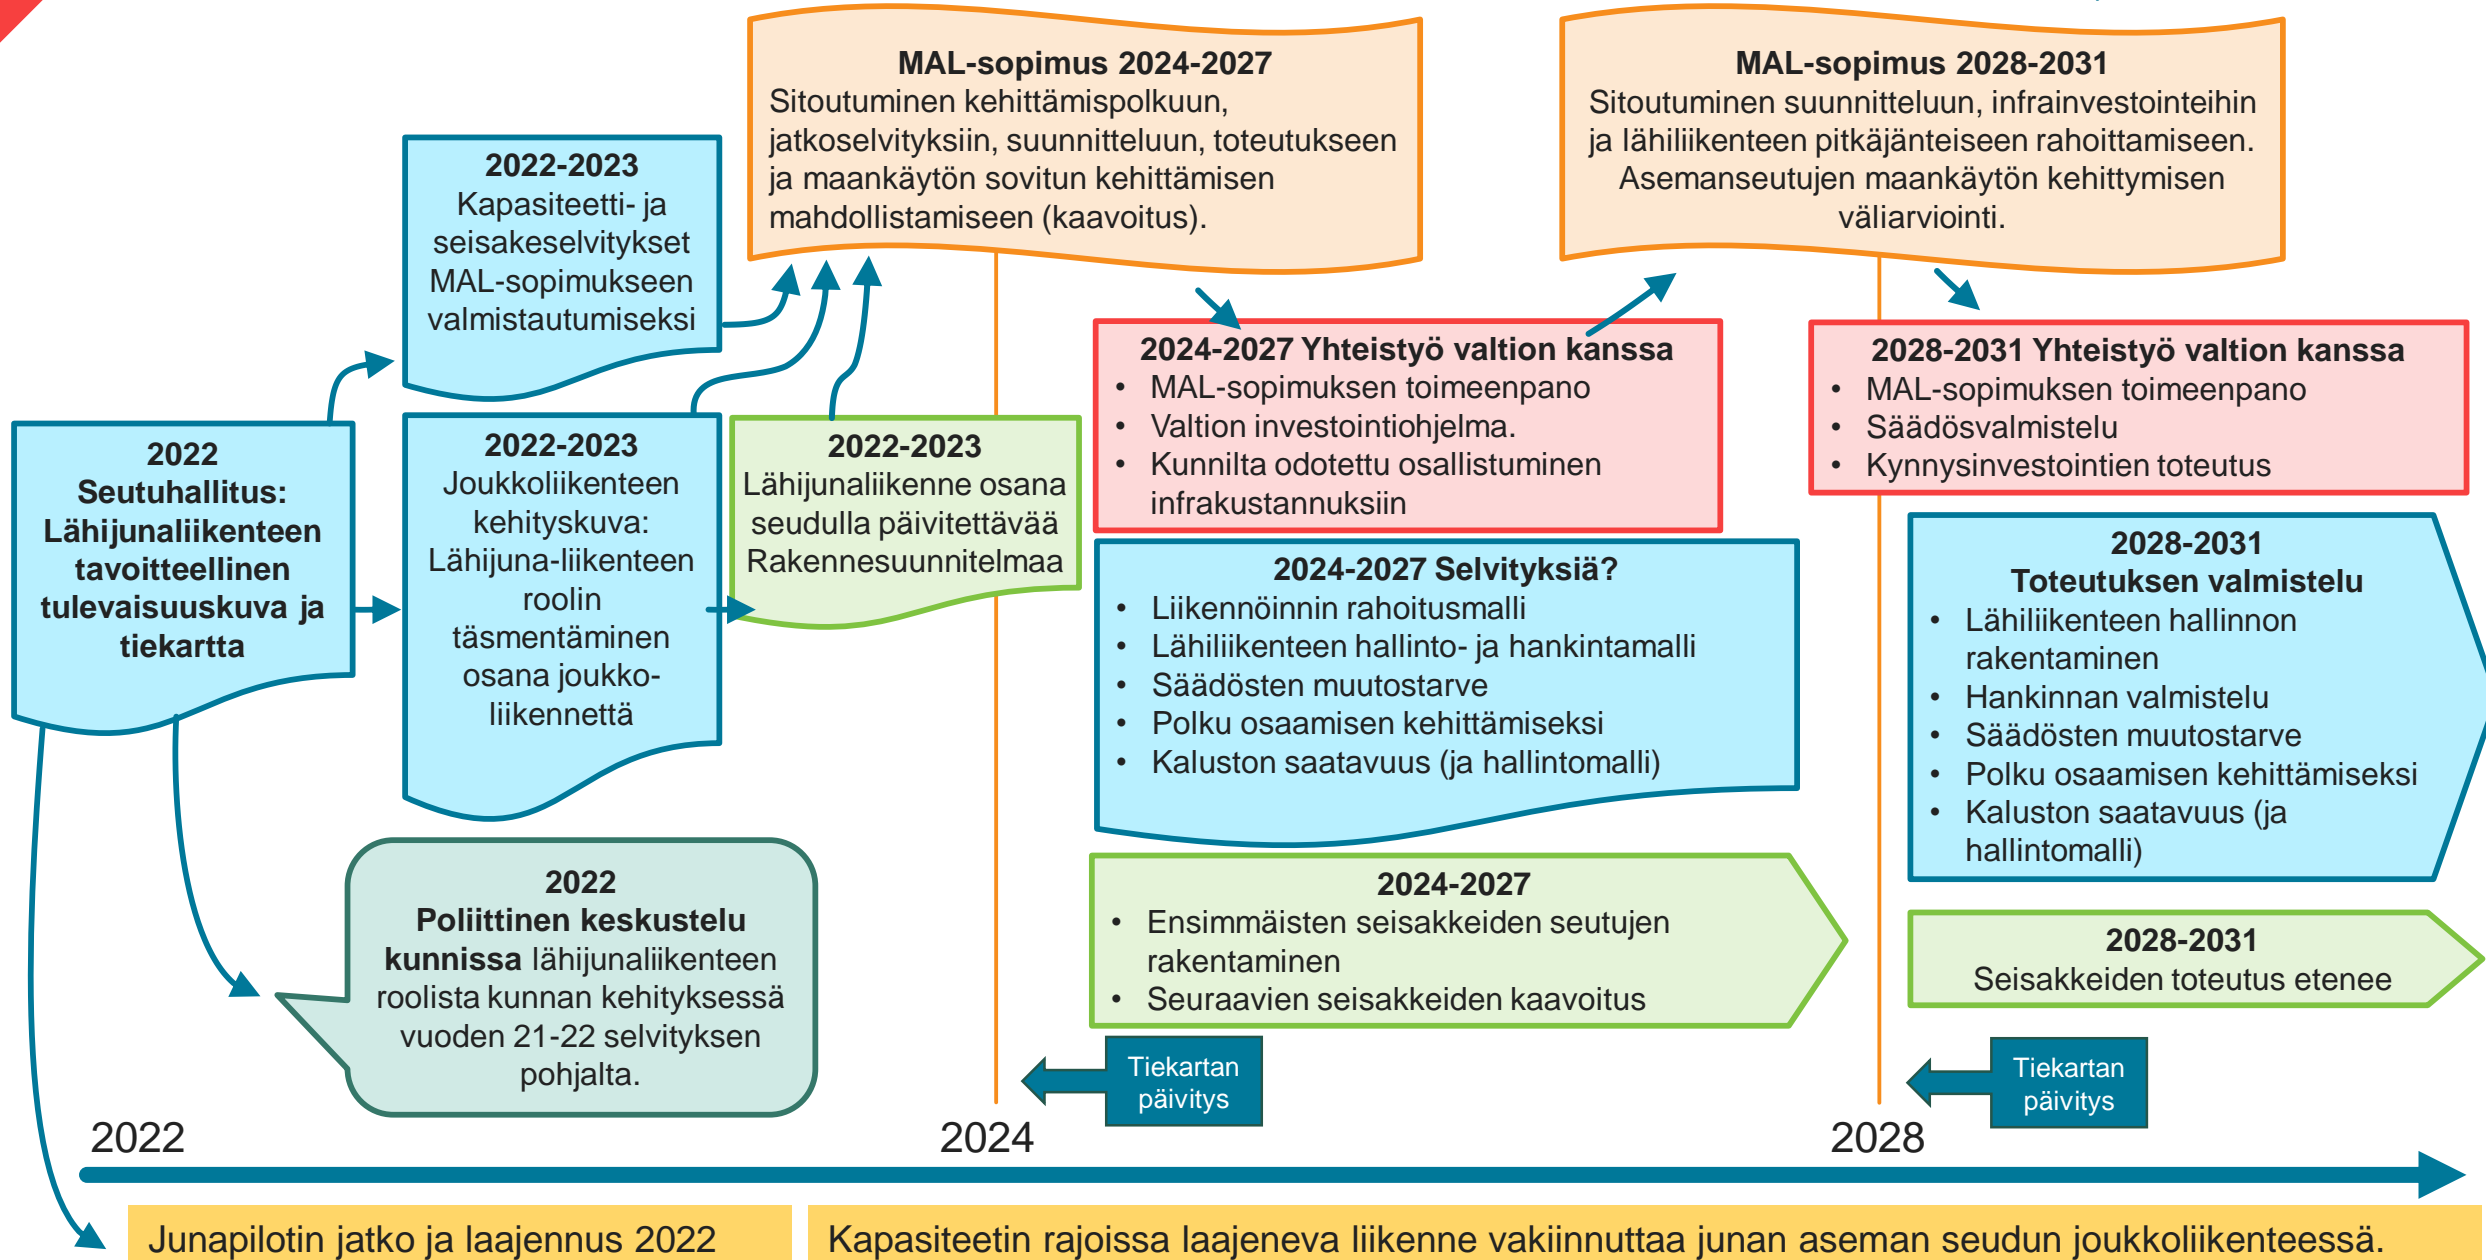 MAL-sopimus 2024-2027
Sitoutuminen kehittämispolkuun,
jatkoselvityksiin, suunnitteluun, toteutukseen
ja maankäytön sovitun kehittämisen
mahdollistamiseen (kaavoitus).
MAL-sopimus 2028-2031
Sitoutuminen suunnitteluun, infrainvestointeihin
ja lähiliikenteen pitkäjänteiseen rahoittamiseen.
Asemanseutujen maankäytön kehittymisen
väliarviointi.
2022-2023
Kapasiteetti- ja
seisakeselvitykset
MAL-sopimukseen
valmistautumiseksi
2022
Seutuhallitus:
Lähijunaliikenteen
tavoitteellinen
tulevaisuuskuva ja
tiekartta
2022-2023
Joukkoliikenteen
kehityskuva:
Lähijuna-liikenteen
roolin
täsmentäminen
osana joukko-
liikennettä
2022-2023
Lähijunaliikenne osana
seudulla päivitettävää
Rakennesuunnitelmaa
2024-2027 Yhteistyö valtion kanssa
• MAL-sopimuksen toimeenpano
• Valtion investointiohjelma.
• Kunnilta odotettu osallistuminen
infrakustannuksiin
2028-2031 Yhteistyö valtion kanssa
• MAL-sopimuksen toimeenpano
• Säädösvalmistelu
• Kynnysinvestointien toteutus
2024-2027 Selvityksiä?
• Liikennöinnin rahoitusmalli
• Lähiliikenteen hallinto- ja hankintamalli
• Säädösten muutostarve
• Polku osaamisen kehittämiseksi
• Kaluston saatavuus (ja hallintomalli)
2028-2031
Toteutuksen valmistelu
• Lähiliikenteen hallinnon
rakentaminen
• Hankinnan valmistelu
• Säädösten muutostarve
• Polku osaamisen kehittämiseksi
• Kaluston saatavuus (ja
hallintomalli)
2022
Poliittinen keskustelu
kunnissa lähijunaliikenteen
roolista kunnan kehityksessä
vuoden 21-22 selvityksen
pohjalta.
2024-2027
• Ensimmäisten seisakkeiden seutujen
rakentaminen
• Seuraavien seisakkeiden kaavoitus
2028-2031
Seisakkeiden toteutus etenee
Tiekartan
päivitys
Tiekartan
päivitys
2022
2024
2028
Junapilotin jatko ja laajennus 2022
Kapasiteetin rajoissa laajeneva liikenne vakiinnuttaa junan aseman seudun joukkoliikenteessä.